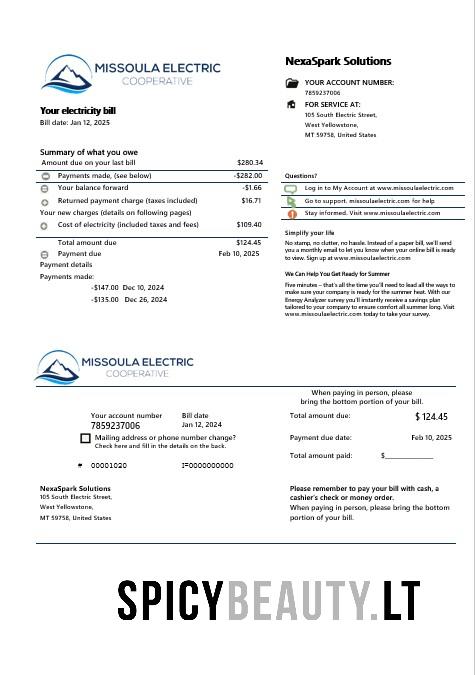 MISSOULA ELECTRIC
COOPERATIVE
NexaSpark Solutions
YOUR ACCOUNT NUMBER:
7859237006
FOR SERVICE AT:
105 South Electric Street,
West Yellowstone,
MT 59758, United States
Your electricity bill
Bill date: Jan 12, 2025
Summary of what you owe
Amount due on your last bill $280.34
Payments made, (see below) -$282.00
Your balance forward -$1.66
Returned payment charge (taxes included) $16.71
Your new charges (details on following pages)
Cost of electricity (included taxes and fees) $109.40
Total amount due $124.45
Payment due Feb 10, 2025
Payment details
Payments made:
-$147.00 Dec 10, 2024
-$135.00 Dec 26, 2024
Questions?
Log in to My Account at www.missoulaelectric.com
Go to support. missoulaelectric.com for help
Stay informed. Visit www.missoulaelectric.com
Simplify your life
No stamp, no clutter, no hassle. Instead of a paper bill, we'll send
you a monthly email to let you know when your online bill is ready
to view. Sign up at www.missoulaelectric.com
We Can Help You Get Ready for Summer
Five minutes – that's all the time you'll need to lead all the ways to
make sure your company is ready for the summer heat. With our
Energy Analyzer survey you'll instantly receive a savings plan
tailored to your company to ensure comfort all summer long. Visit
www.missoulaelectric.com today to take your survey.
MISSOULA ELECTRIC
COOPERATIVE
When paying in person, please
bring the bottom portion of your bill.
Your account number Bill date
7859237006 Jan 12, 2024
Mailing address or phone number change?
Check here and fill in the details on the back.
# 00001020 I=0000000000
Total amount due: $ 124.45
Payment due date: Feb 10, 2025
Total amount paid: $______________
NexaSpark Solutions
105 South Electric Street,
West Yellowstone,
MT 59758, United States
Please remember to pay your bill with cash, a
cashier's check or money order.
When paying in person, please bring the bottom
portion of your bill.
SPICYBEAUTY.LT